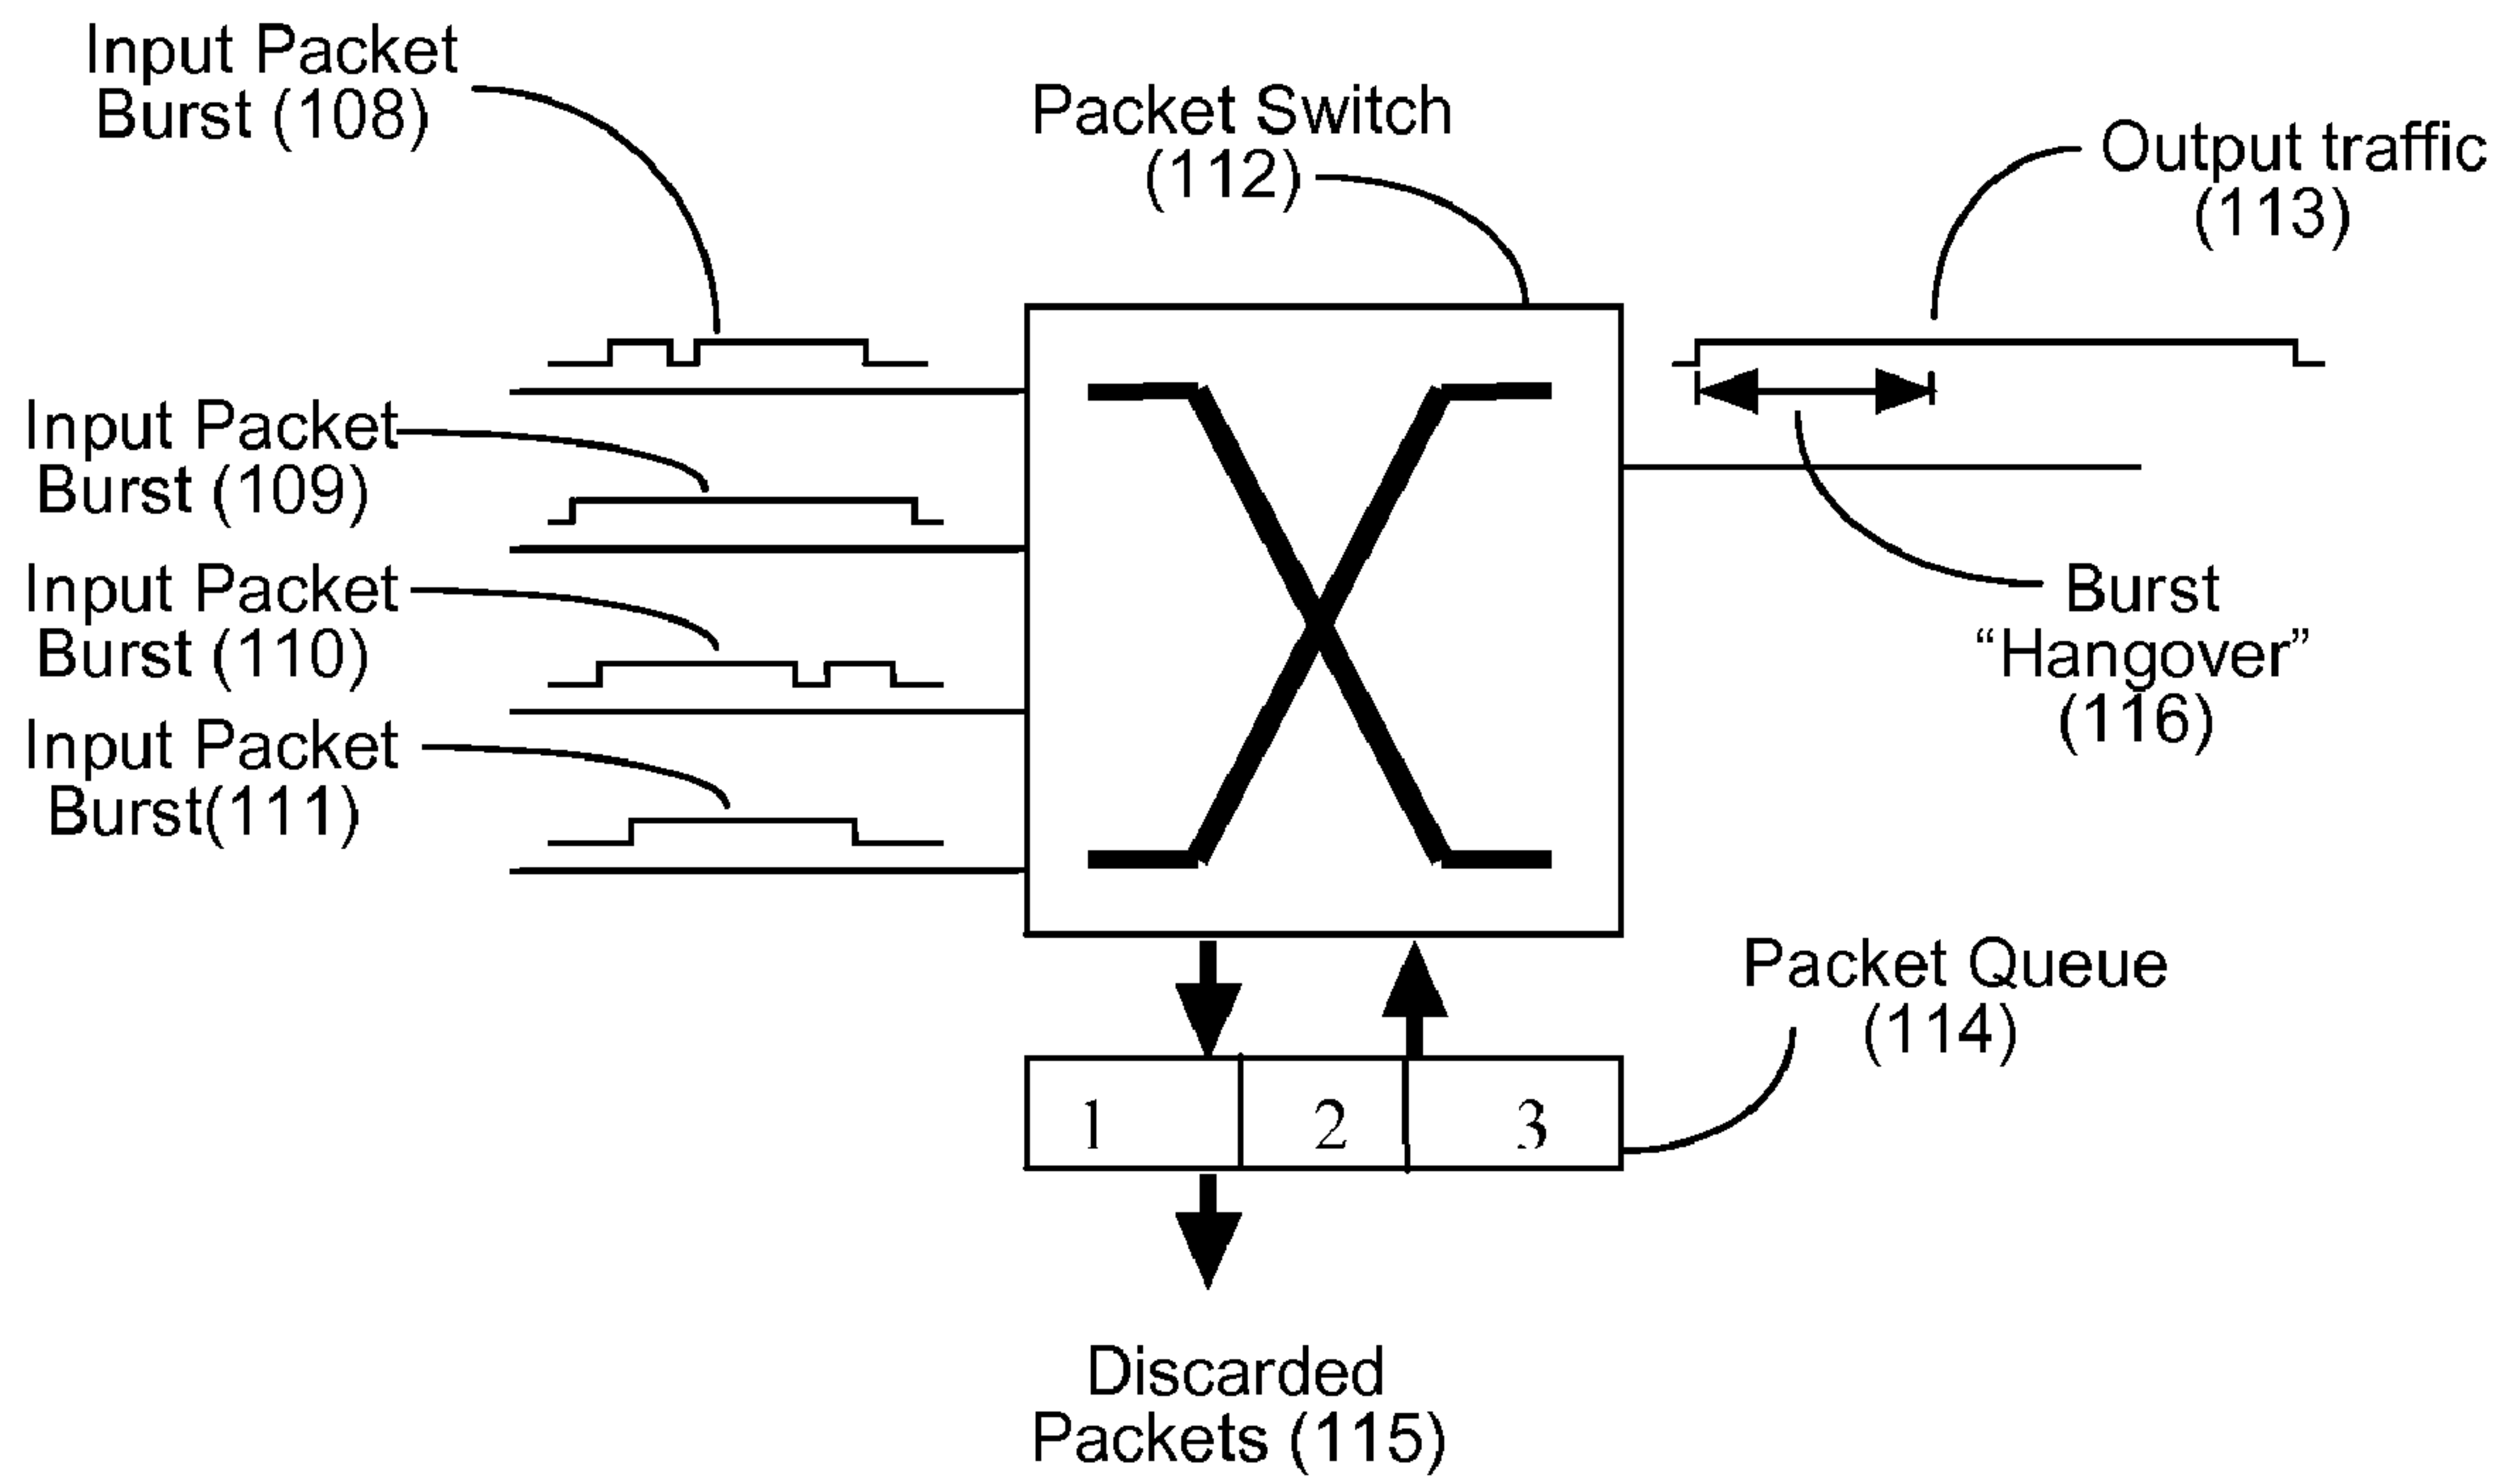 Input Packet
Burst (108)
Packet Switch
(112)
Output traffic
(113)
Input Packet
Burst (109)
Input Packet
Burst (110)
Burst
“Hangover”
(116)
Input Packet
Burst(111)
Packet Queue
(114)
1 2 3
Discarded
Packets (115)